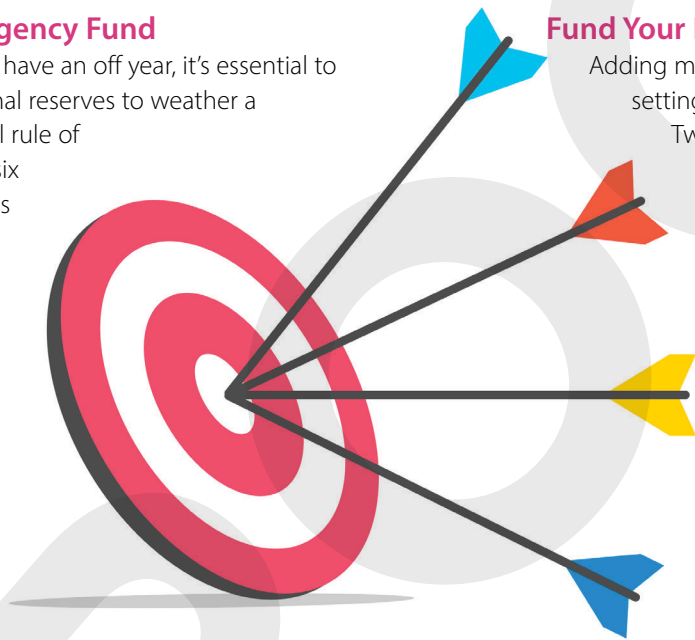 gency Fund
have an off year, it's essential to
nal reserves to weather a
l rule of
six
s
Fund Your
Adding m
setting
Tw